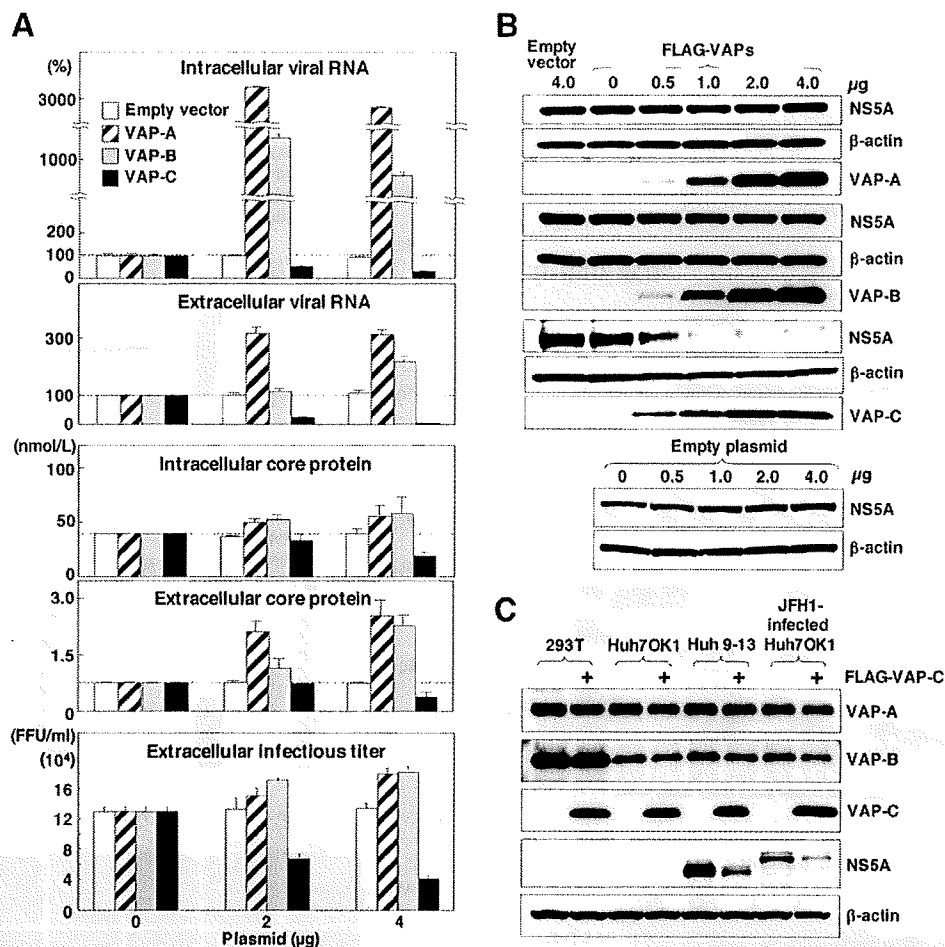 A
(%)
Intracellular viral RNA
3000
1000
100
0
Empty vector
VAP-A
VAP-B
VAP-C
Extracellular viral RNA
300
100
0
(nmol/L)
Intracellular core protein
100
50
0
Extracellular core protein
3.0
1.5
0
(FFU/ml)
(10⁴)
Extracellular infectious titer
16
12
8
4
0
0 2 4
Plasmid (µg)
B
Empty vector
FLAG-VAPs
4.0 0 0.5 1.0 2.0 4.0 µg
NS5A
β-actin
VAP-A
NS5A
β-actin
VAP-B
NS5A
β-actin
VAP-C
Empty plasmid
0 0.5 1.0 2.0 4.0 µg
NS5A
β-actin
C
293T Huh7OK1 Huh 9-13 JFH1-infected Huh7OK1
+ + + + FLAG-VAP-C
VAP-A
VAP-B
VAP-C
NS5A
β-actin